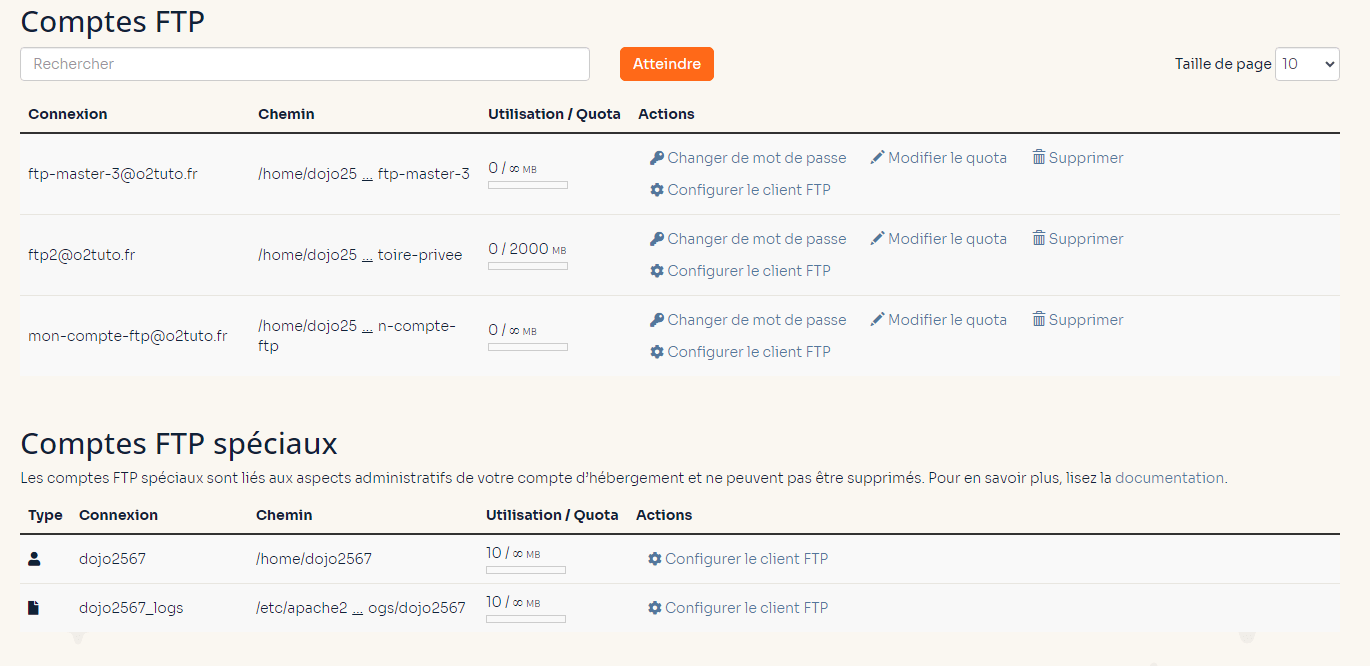 Comptes FTP
Rechercher
Atteindre
Taille de page 10
Connexion Chemin Utilisation / Quota Actions
ftp-master-3@o2tuto.fr /home/dojo25 ... ftp-master-3 0 / ∞ MB Changer de mot de passe Modifier le quota Supprimer
Configurer le client FTP
ftp2@o2tuto.fr /home/dojo25 ... toire-privee 0 / 2000 MB Changer de mot de passe Modifier le quota Supprimer
Configurer le client FTP
mon-compte-ftp@o2tuto.fr /home/dojo25 ... n-compte-ftp 0 / ∞ MB Changer de mot de passe Modifier le quota Supprimer
Configurer le client FTP
Comptes FTP spéciaux
Les comptes FTP spéciaux sont liés aux aspects administratifs de votre compte d'hébergement et ne peuvent pas être supprimés. Pour en savoir plus, lisez la documentation.
Type Connexion Chemin Utilisation / Quota Actions
dojo2567 /home/dojo2567 10 / ∞ MB Configurer le client FTP
dojo2567_logs /etc/apache2 ... ogs/dojo2567 10 / ∞ MB Configurer le client FTP